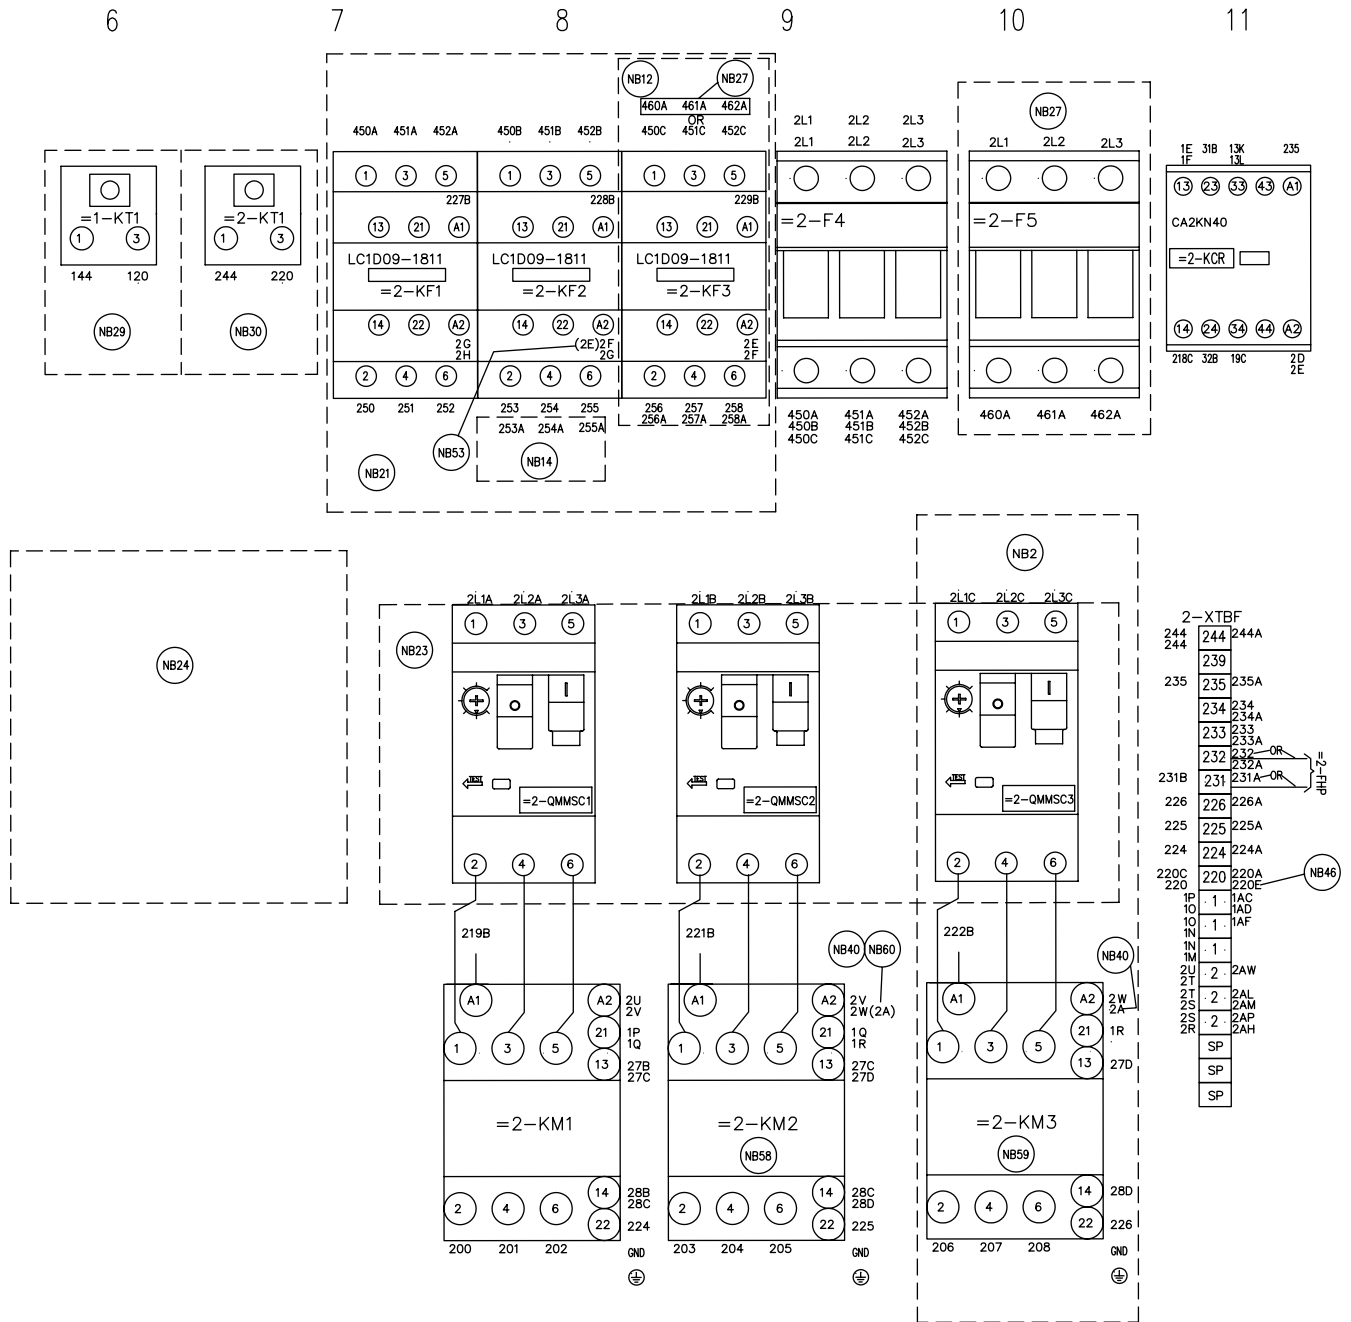 6 7 8 9 10 11
NB12 NB27
460A 461A 462A
OR
450A 451A 452A 450B 451B 452B 450C 451C 452C
2L1 2L2 2L3
2L1 2L2 2L3
NB27
2L1 2L2 2L3
1E 31B 13K 235
1F 13L
=1-KT1
1 3
144 120
NB29
=2-KT1
1 3
244 220
NB30
1 3 5
227B
13 21 A1
LC1D09-1811
=2-KF1
14 22 A2
2G
2H
2 4 6
250 251 252
1 3 5
228B
13 21 A1
LC1D09-1811
=2-KF2
14 22 A2
(2E)2F
2G
2 4 6
253 254 255
253A 254A 255A
NB14
NB53
NB21
1 3 5
229B
13 21 A1
LC1D09-1811
=2-KF3
14 22 A2
2E
2F
2 4 6
256 257 258
256A 257A 258A
=2-F4
450A 451A 452A
450B 451B 452B
450C 451C 452C
=2-F5
460A 461A 462A
13 23 33 43 A1
CA2KN40
=2-KCR
14 24 34 44 A2
218C 32B 19C 2D
2E
NB24
NB23
2L1A 2L2A 2L3A
1 3 5
TEST
=2-QMMSC1
2 4 6
219B
A1 A2 2U
2V
21 1P
1Q
1 3 5
13 27B
27C
=2-KM1
14 28B
28C
2 4 6
22 224
200 201 202 GND
2L1B 2L2B 2L3B
1 3 5
TEST
=2-QMMSC2
2 4 6
221B
NB40 NB60
A1 A2 2V
2W(2A)
21 1Q
1R
1 3 5
13 27C
27D
=2-KM2
NB58
14 28C
28D
2 4 6
22 225
203 204 205 GND
NB2
2L1C 2L2C 2L3C
1 3 5
TEST
=2-QMMSC3
2 4 6
222B
NB40
A1 A2 2W
2A
21 1R
1 3 5
13 27D
=2-KM3
NB59
14 28D
2 4 6
22 226
206 207 208 GND
2-XTBF
244 244 244A
244
239
235 235 235A
234 234
234A
233 233
233A
232 232 OR
232A
=2-FHP
231B 231 231A OR
226 226 226A
225 225 225A
224 224 224A
220C 220 220A
220 220E
NB46
1P 1 1AC
1O 1AD
1O 1 1AF
1N
1N 1
1M
2U 2 2AW
2T
2T 2 2AL
2S 2AM
2S 2 2AP
2R 2AH
SP
SP
SP